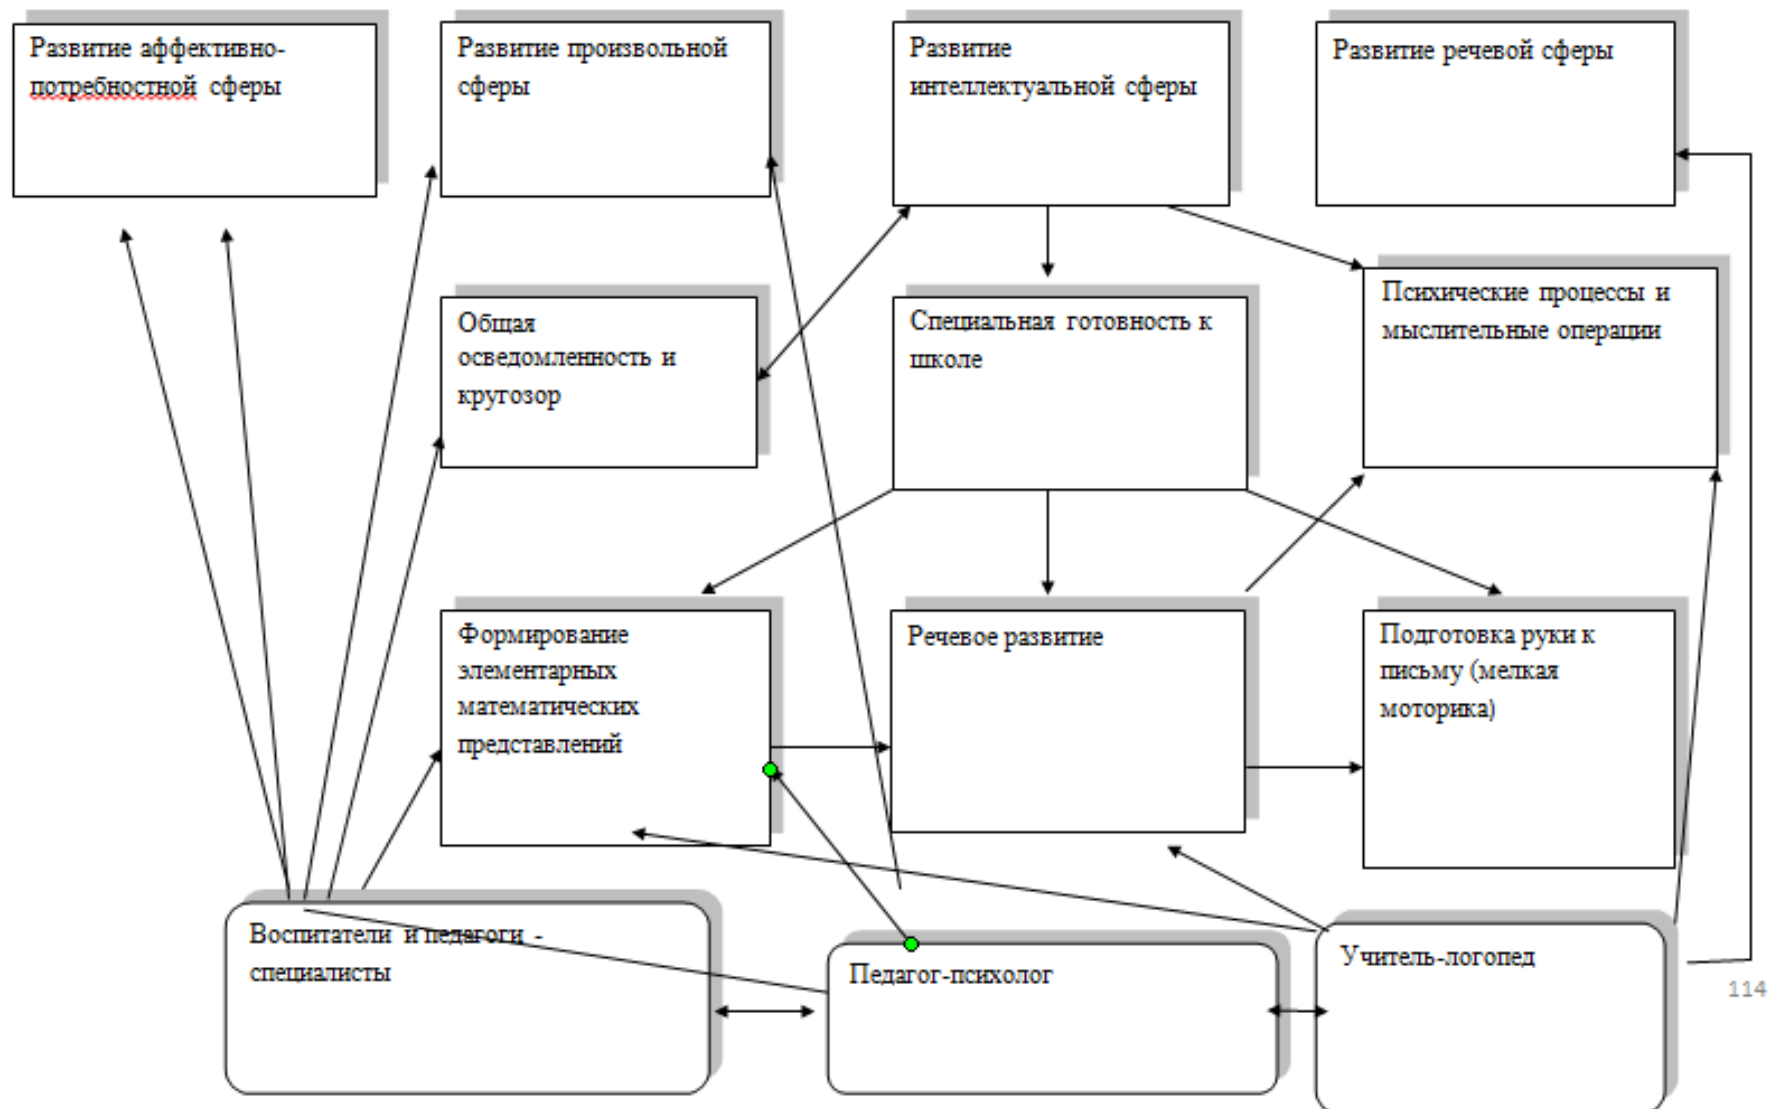 Развитие аффективно-
потребностной сферы
Развитие произвольной
сферы
Развитие
интеллектуальной сферы
Развитие речевой сферы
Общая
осведомленность и
кругозор
Специальная готовность к
школе
Психические процессы и
мыслительные операции
Формирование
элементарных
математических
представлений
Речевое развитие
Подготовка руки к
письму (мелкая
моторика)
Воспитатели и педагоги -
специалисты
Педагог-психолог
Учитель-логопед
114